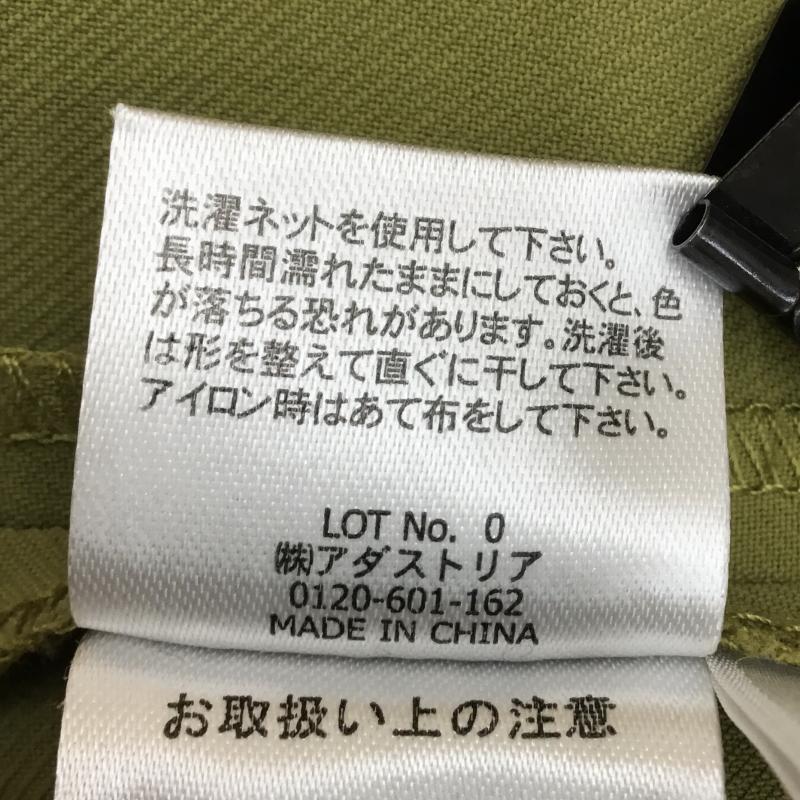 洗濯ネットを使用して下さい。
長時間濡れたままにしておくと、色
が落ちる恐れがあります。洗濯後
は形を整えて直ぐに干して下さい。
アイロン時はあて布をして下さい。
LOT No. 0
㈱アダストリア
0120-601-162
MADE IN CHINA
お取扱い上の注意